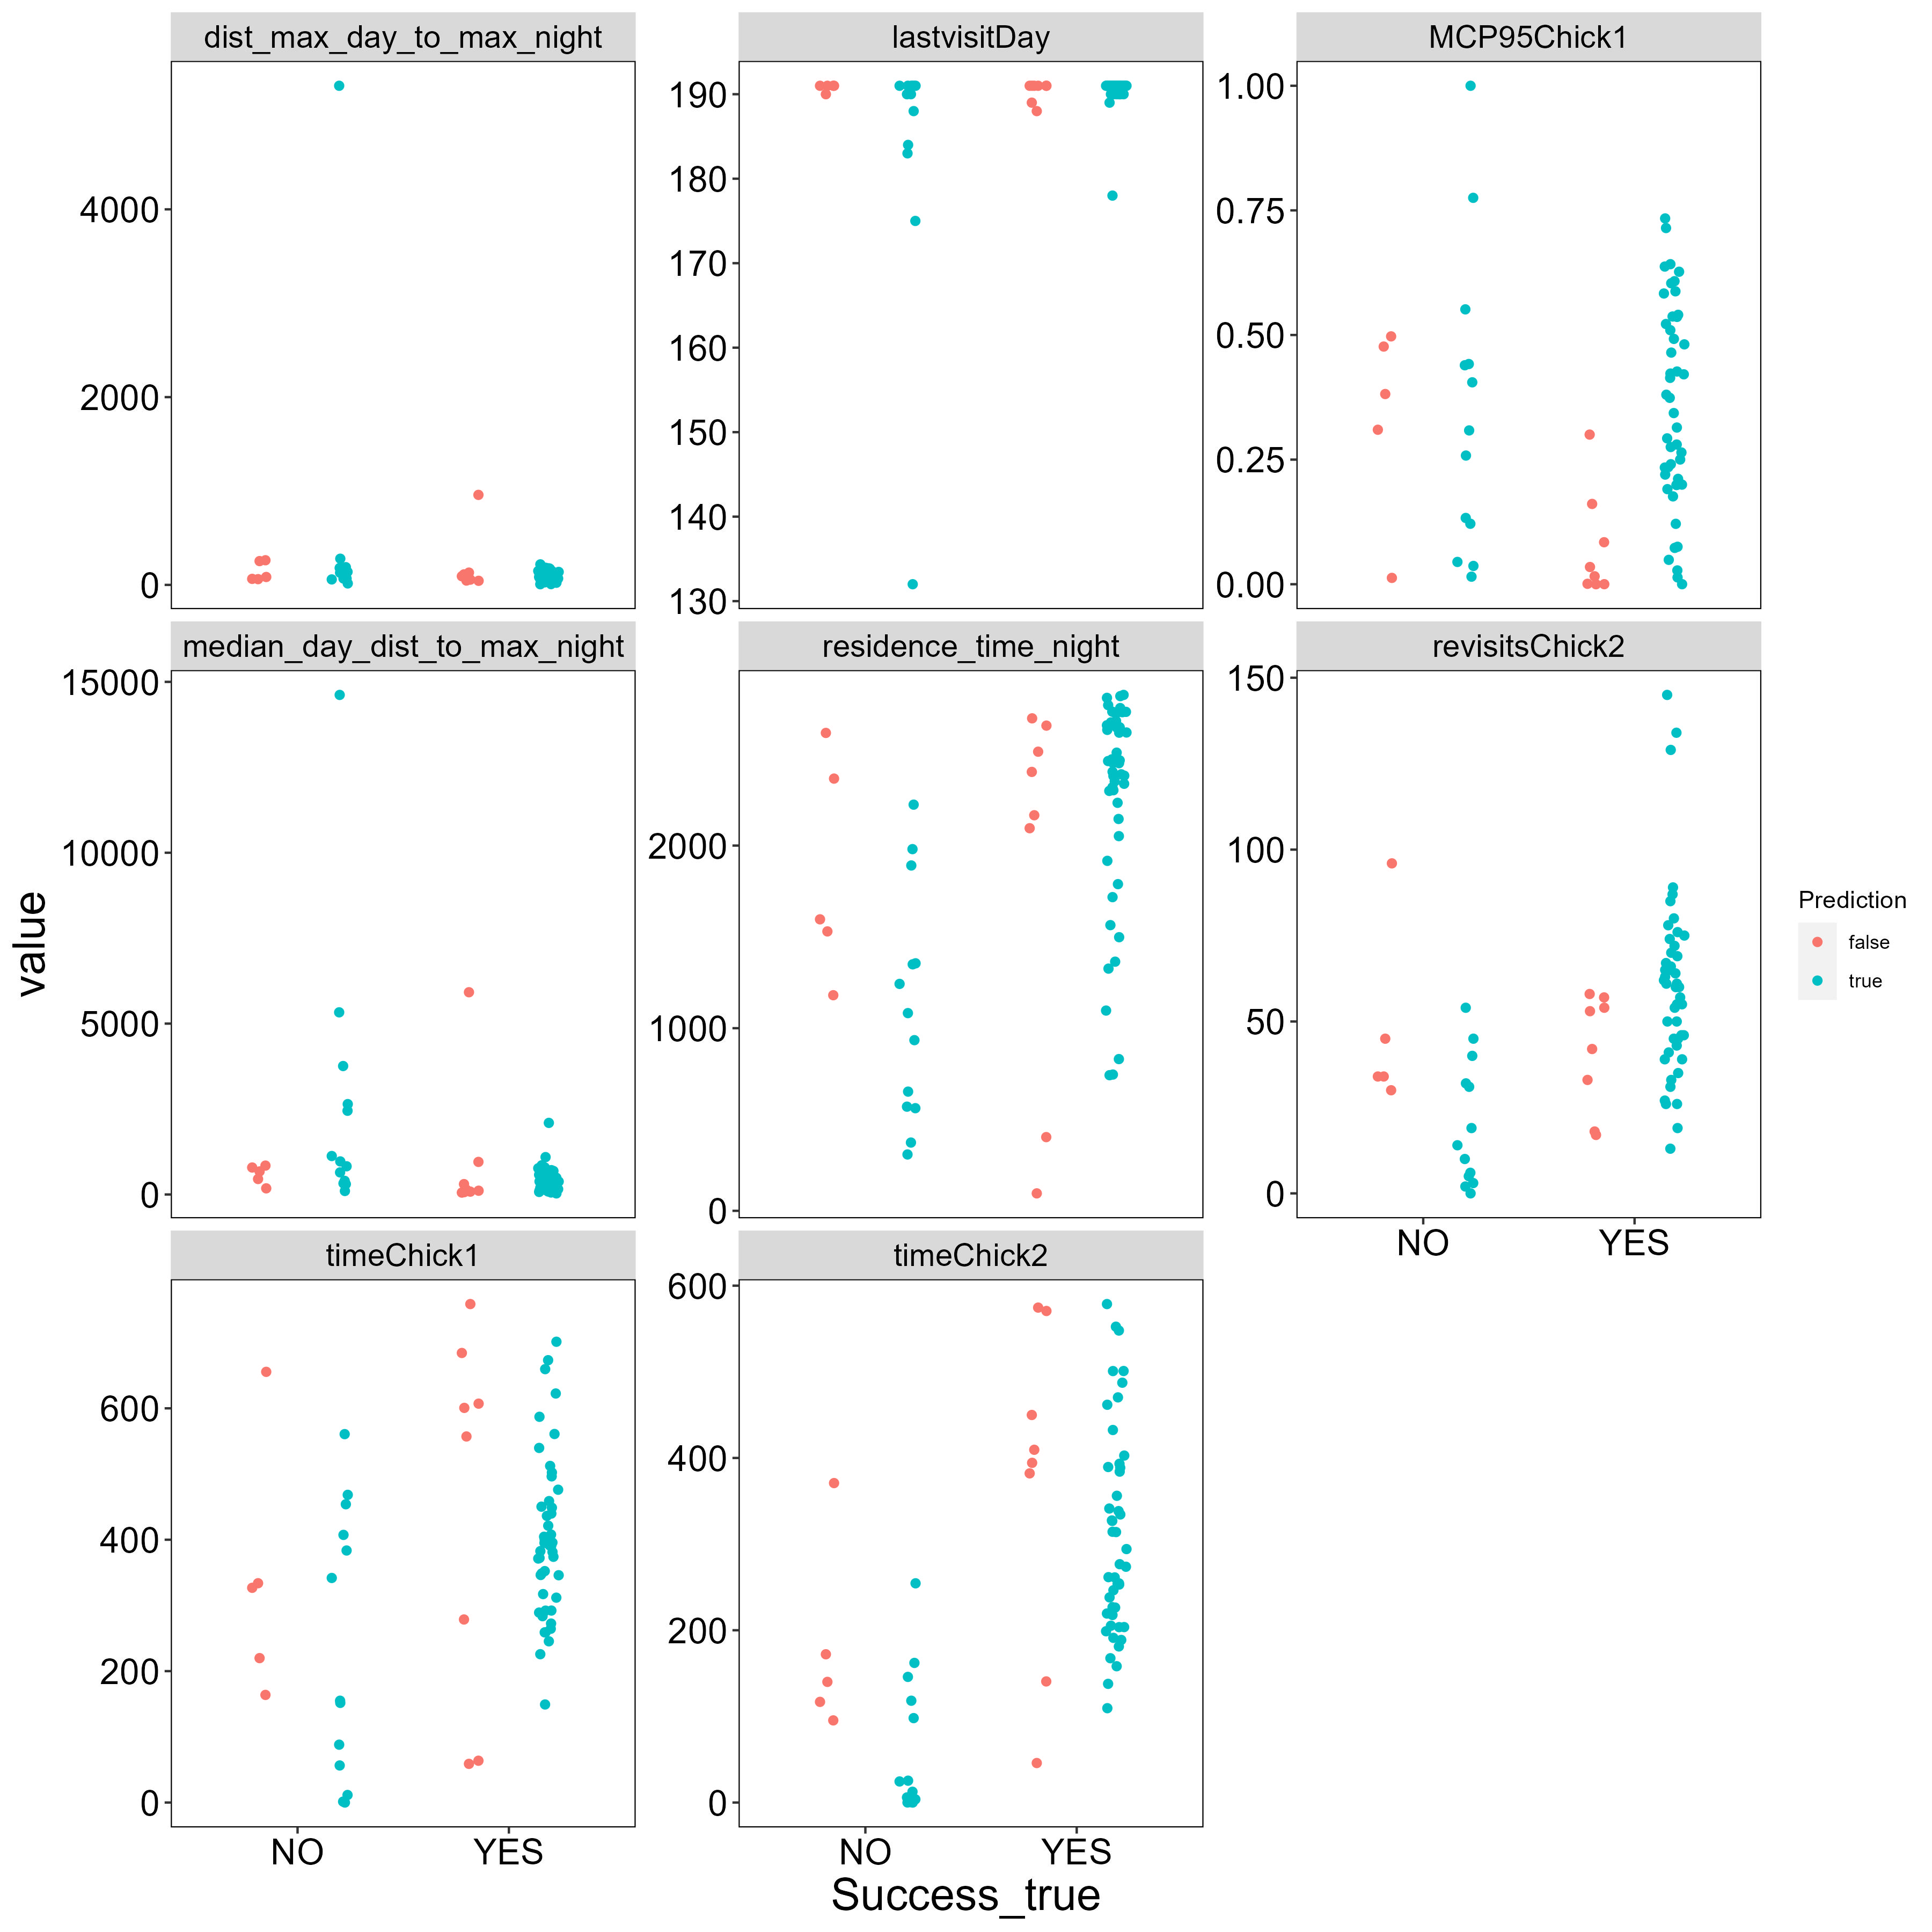 dist_max_day_to_max_night
lastvisitDay
MCP95Chick1
4000
2000
0
190
180
170
160
150
140
130
1.00
0.75
0.50
0.25
0.00
median_day_dist_to_max_night
residence_time_night
revisitsChick2
15000
10000
5000
0
2000
1000
0
150
100
50
0
NO
YES
timeChick1
timeChick2
600
400
200
0
NO
YES
600
400
200
0
NO
YES
value
Success_true
Prediction
false
true